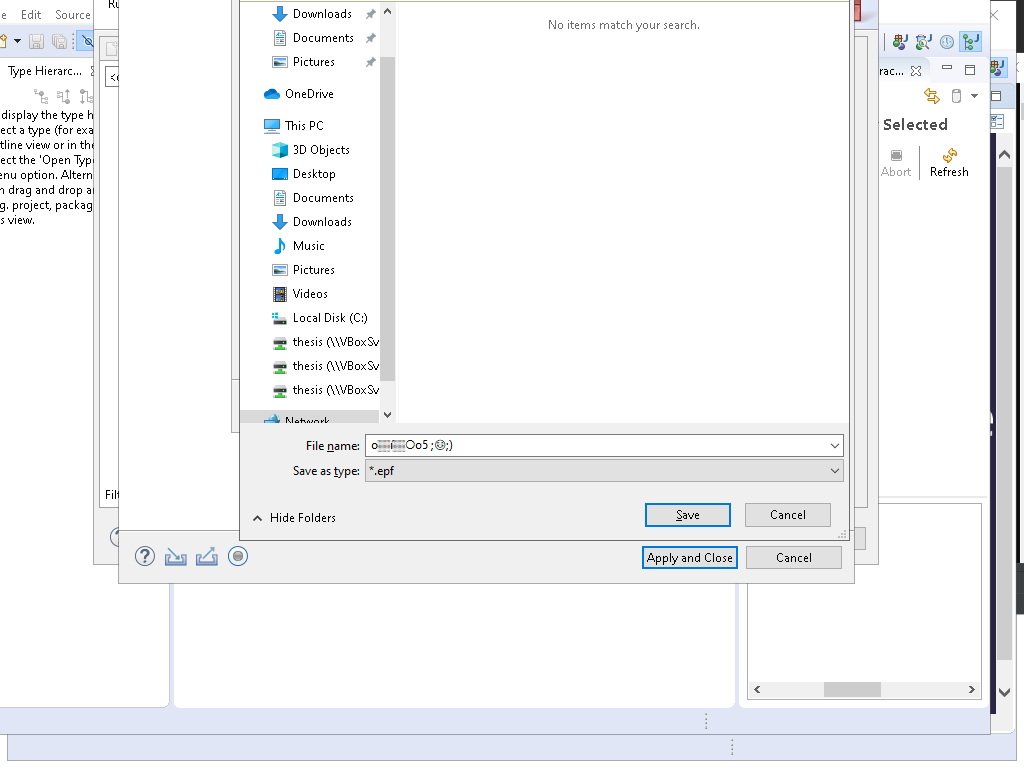 Edit Source
Type Hierarc...
display the type h
ect a type (for exa
tline view or in the
ect the 'Open Type
enu option. Altern
n drag and drop a
g. project, packag
s view.
Ru
Downloads
Documents
Pictures
OneDrive
This PC
3D Objects
Desktop
Documents
Downloads
Music
Pictures
Videos
Local Disk (C:)
thesis (\\VBoxSv
thesis (\\VBoxSv
thesis (\\VBoxSv
Network
No items match your search.
File name:
Save as type: *.epf
Hide Folders
Save Cancel
Filt
Apply and Close Cancel
rac...
Selected
Abort Refresh